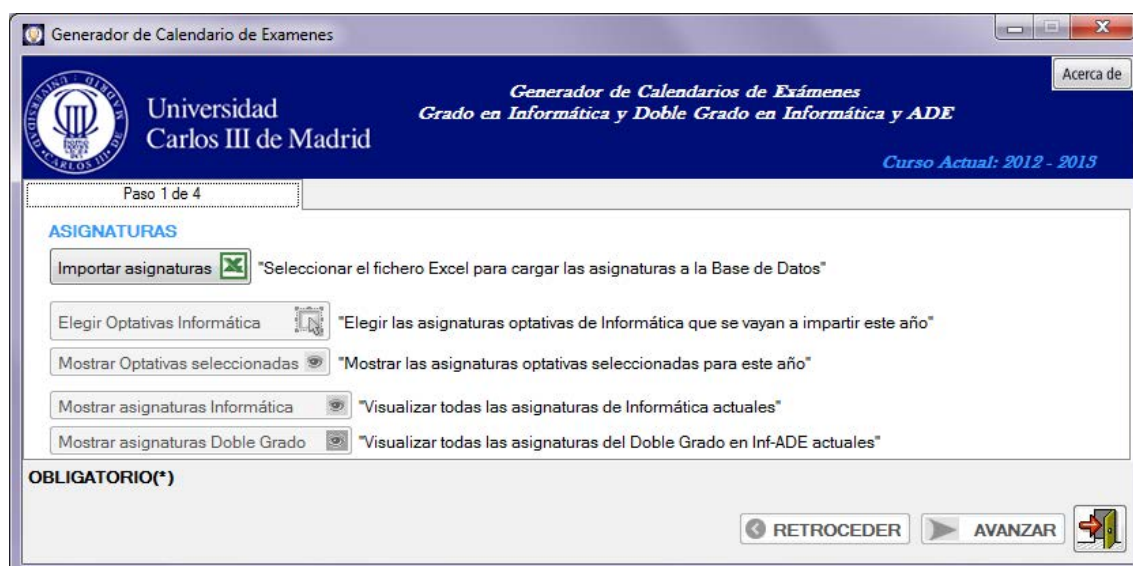 Generador de Calendario de Examenes
Acerca de
Universidad
Carlos III de Madrid
Generador de Calendarios de Exámenes
Grado en Informática y Doble Grado en Informática y ADE
Curso Actual: 2012 - 2013
Paso 1 de 4
ASIGNATURAS
Importar asignaturas "Seleccionar el fichero Excel para cargar las asignaturas a la Base de Datos"
Elegir Optativas Informática "Elegir las asignaturas optativas de Informática que se vayan a impartir este año"
Mostrar Optativas seleccionadas "Mostrar las asignaturas optativas seleccionadas para este año"
Mostrar asignaturas Informática "Visualizar todas las asignaturas de Informática actuales"
Mostrar asignaturas Doble Grado "Visualizar todas las asignaturas del Doble Grado en Inf-ADE actuales"
OBLIGATORIO(*)
RETROCEDER AVANZAR